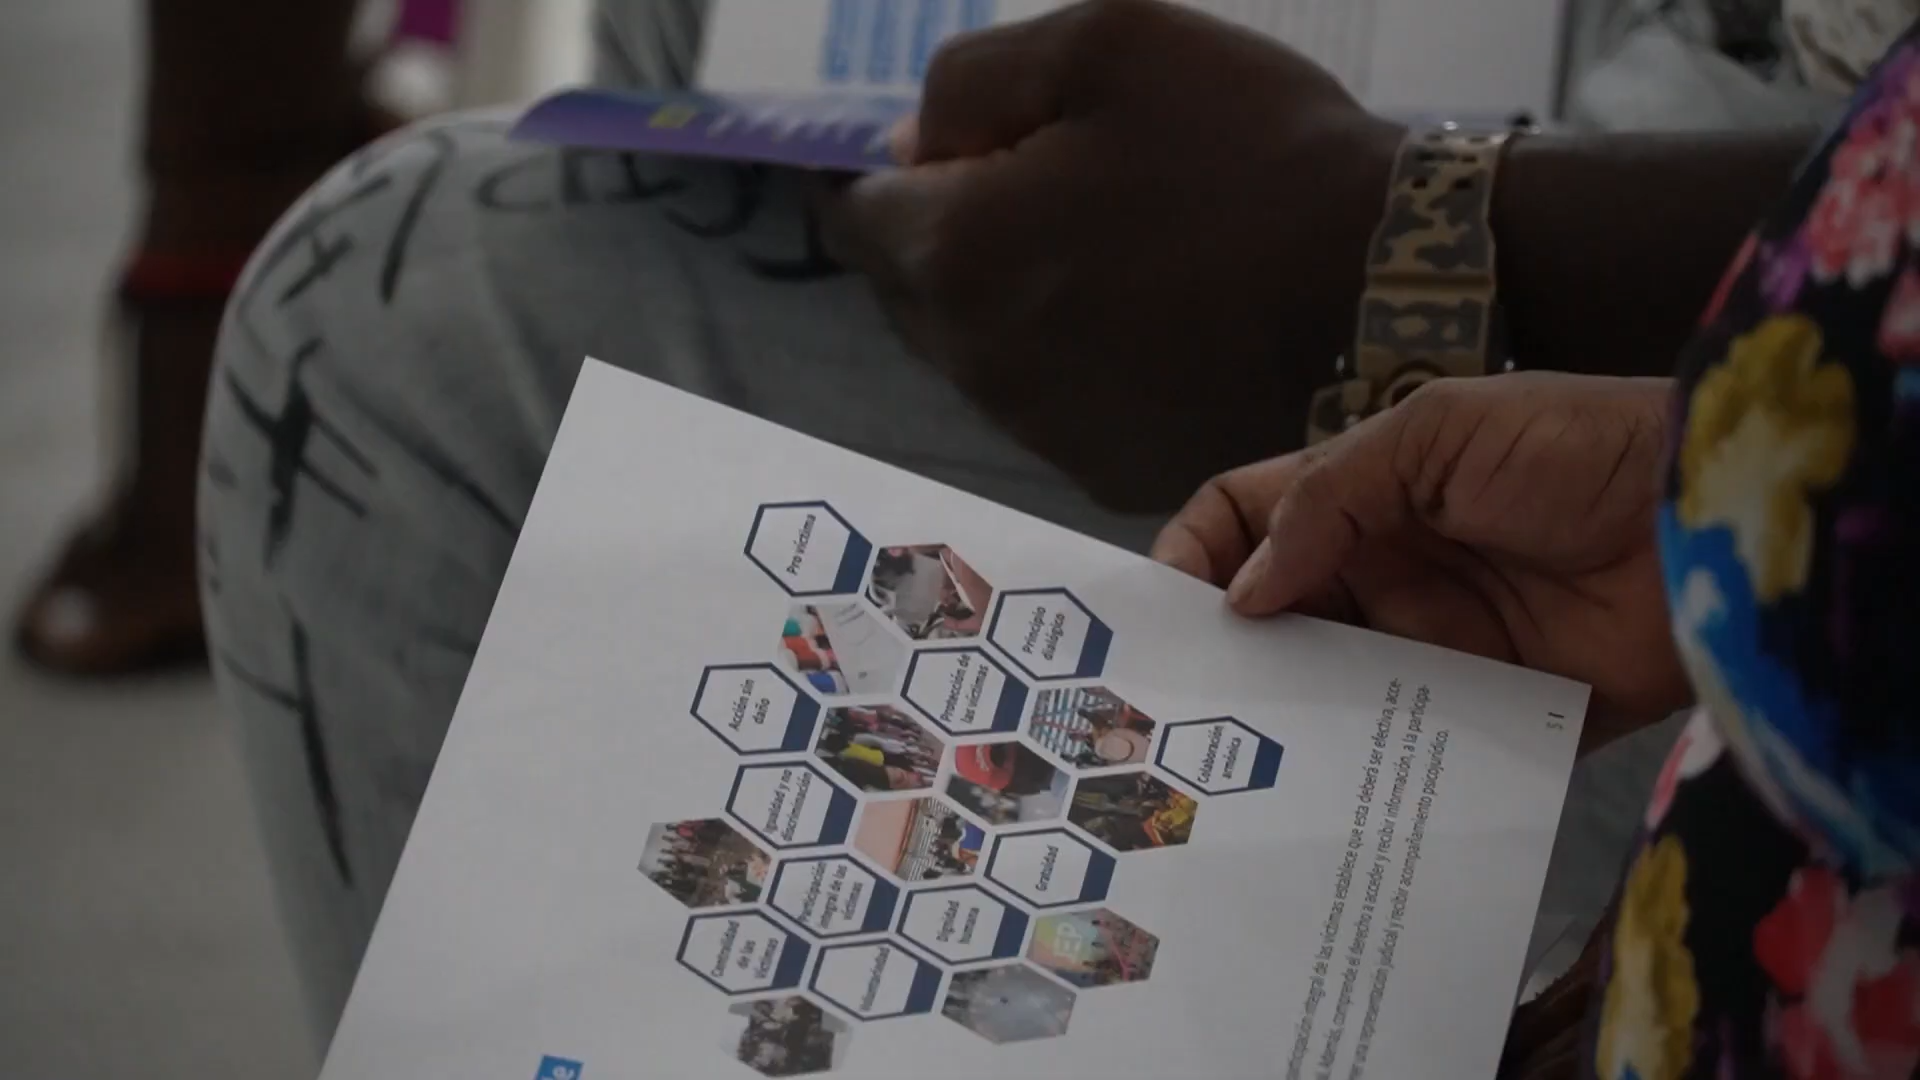 Pro víctima
Principio
dialógico
Acción sin
daño
Protección de
las víctimas
Colaboración
armónica
Igualdad y no
discriminación
Gratuidad
Participación
integral de las
víctimas
Dignidad
humana
Centralidad
de las
Víctimas
Voluntariedad
JEP
participación integral de las víctimas establece que esta deberá ser efectiva, acce-
Además, comprende el derecho a acceder y recibir información, a la participa-
una representación judicial y recibir acompañamiento psicojurídico.
5